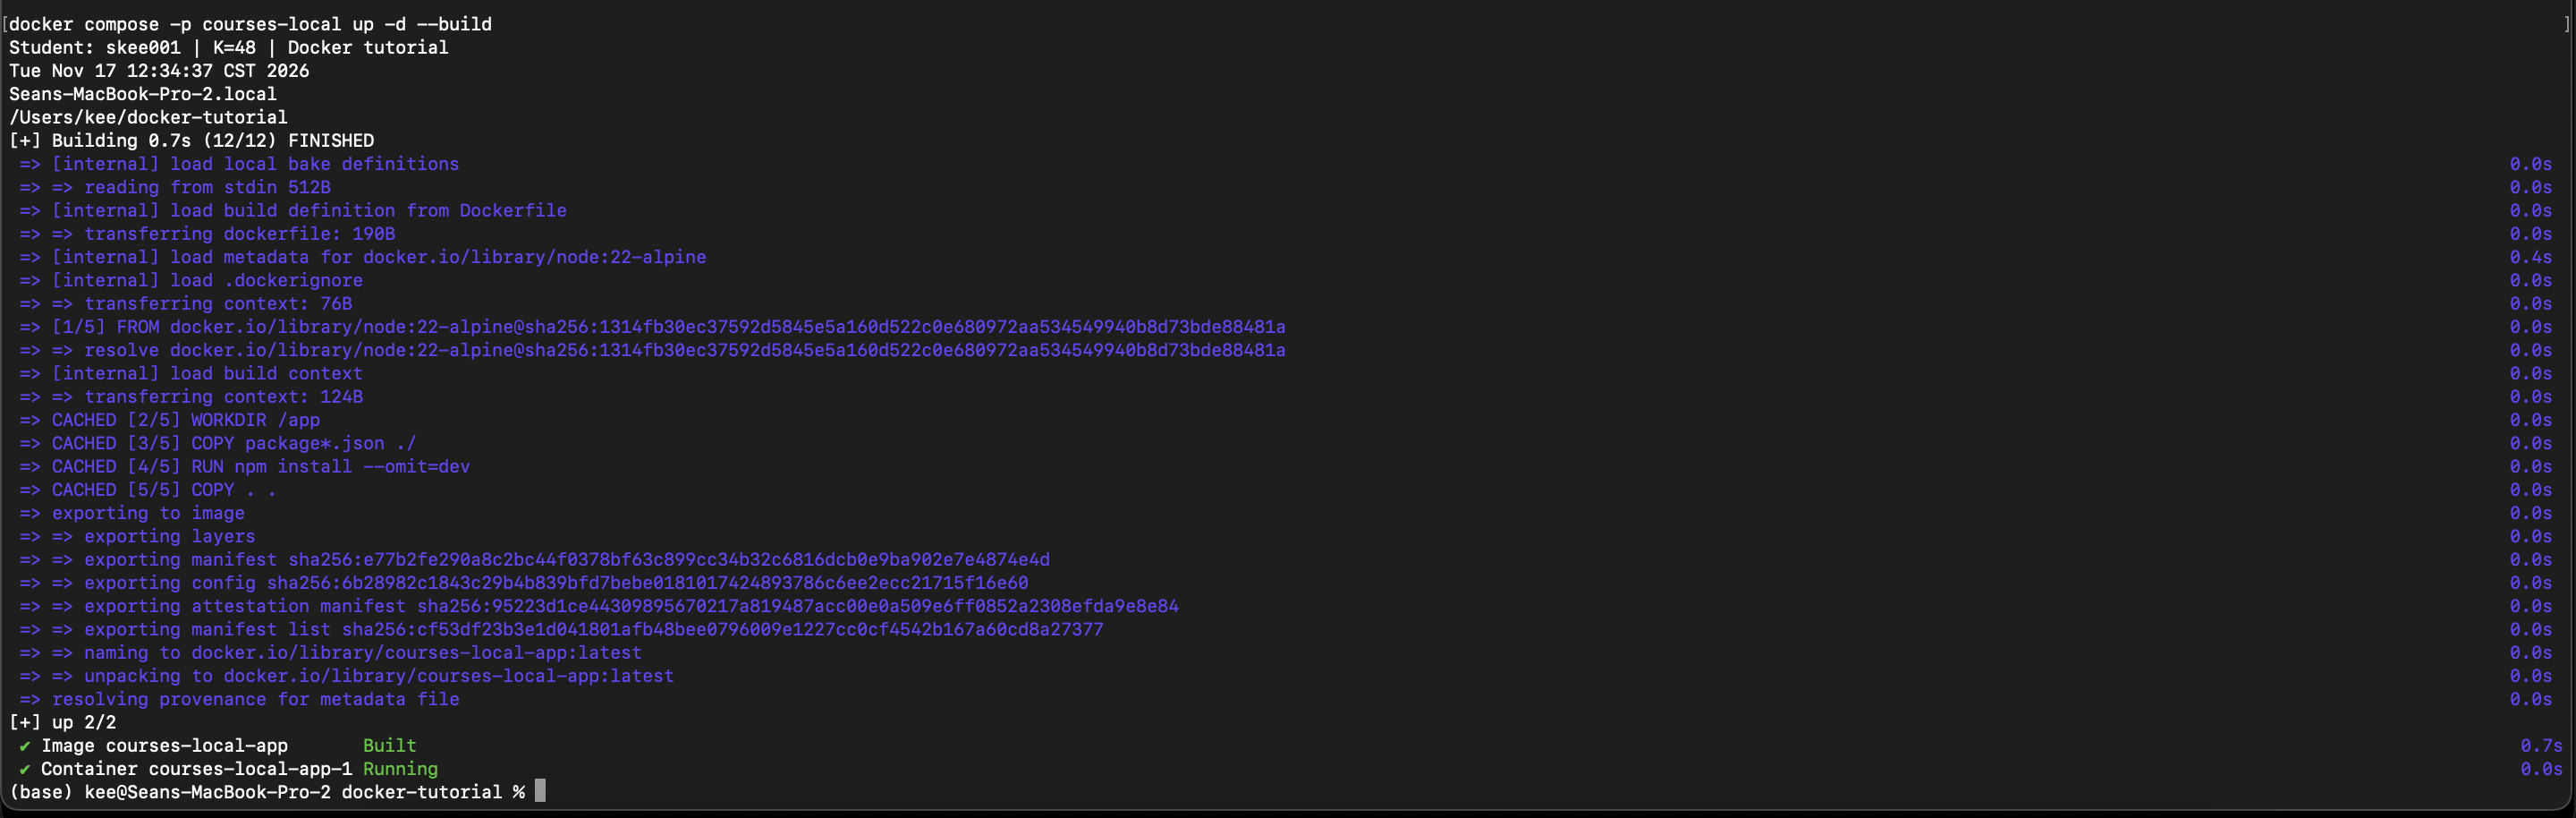 [docker compose -p courses-local up -d --build ]
Student: skee001 | K=48 | Docker tutorial
Tue Nov 17 12:34:37 CST 2026
Seans-MacBook-Pro-2.local
/Users/kee/docker-tutorial
[+] Building 0.7s (12/12) FINISHED
=> [internal] load local bake definitions 0.0s
=> => reading from stdin 512B 0.0s
=> [internal] load build definition from Dockerfile 0.0s
=> => transferring dockerfile: 190B 0.0s
=> [internal] load metadata for docker.io/library/node:22-alpine 0.4s
=> [internal] load .dockerignore 0.0s
=> => transferring context: 76B 0.0s
=> [1/5] FROM docker.io/library/node:22-alpine@sha256:1314fb30ec37592d5845e5a160d522c0e680972aa534549940b8d73bde88481a 0.0s
=> => resolve docker.io/library/node:22-alpine@sha256:1314fb30ec37592d5845e5a160d522c0e680972aa534549940b8d73bde88481a 0.0s
=> [internal] load build context 0.0s
=> => transferring context: 124B 0.0s
=> CACHED [2/5] WORKDIR /app 0.0s
=> CACHED [3/5] COPY package*.json ./ 0.0s
=> CACHED [4/5] RUN npm install --omit=dev 0.0s
=> CACHED [5/5] COPY . . 0.0s
=> exporting to image 0.0s
=> => exporting layers 0.0s
=> => exporting manifest sha256:e77b2fe290a8c2bc44f0378bf63c899cc34b32c6816dcb0e9ba902e7e4874e4d 0.0s
=> => exporting config sha256:6b28982c1843c29b4b839bfd7bebe0181017424893786c6ee2ecc21715f16e60 0.0s
=> => exporting attestation manifest sha256:95223d1ce44309895670217a819487acc00e0a509e6ff0852a2308efda9e8e84 0.0s
=> => exporting manifest list sha256:cf53df23b3e1d041801afb48bee0796009e1227cc0cf4542b167a60cd8a27377 0.0s
=> => naming to docker.io/library/courses-local-app:latest 0.0s
=> => unpacking to docker.io/library/courses-local-app:latest 0.0s
=> resolving provenance for metadata file 0.0s
[+] up 2/2
✔ Image courses-local-app Built 0.7s
✔ Container courses-local-app-1 Running 0.0s
(base) kee@Seans-MacBook-Pro-2 docker-tutorial %